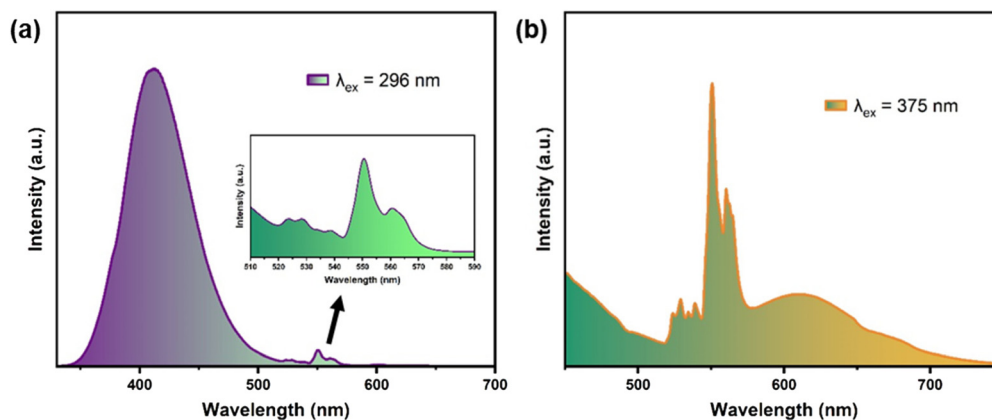 (a)
λex = 296 nm
Intensity (a.u.)
Intensity (a.u.)
510 520 530 540 550 560 570 580 590
Wavelength (nm)
400 500 600 700
Wavelength (nm)
(b)
λex = 375 nm
Intensity (a.u.)
500 600 700
Wavelength (nm)